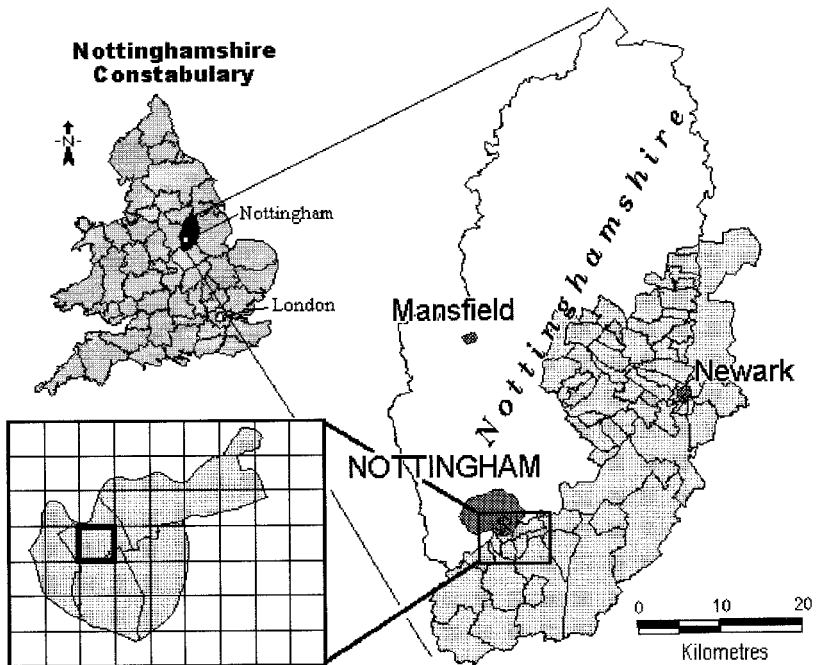 Nottinghamshire
Constabulary
-N-
Nottingham
London
Nottinghamshire
Mansfield
Newark
NOTTINGHAM
0 10 20
Kilometres